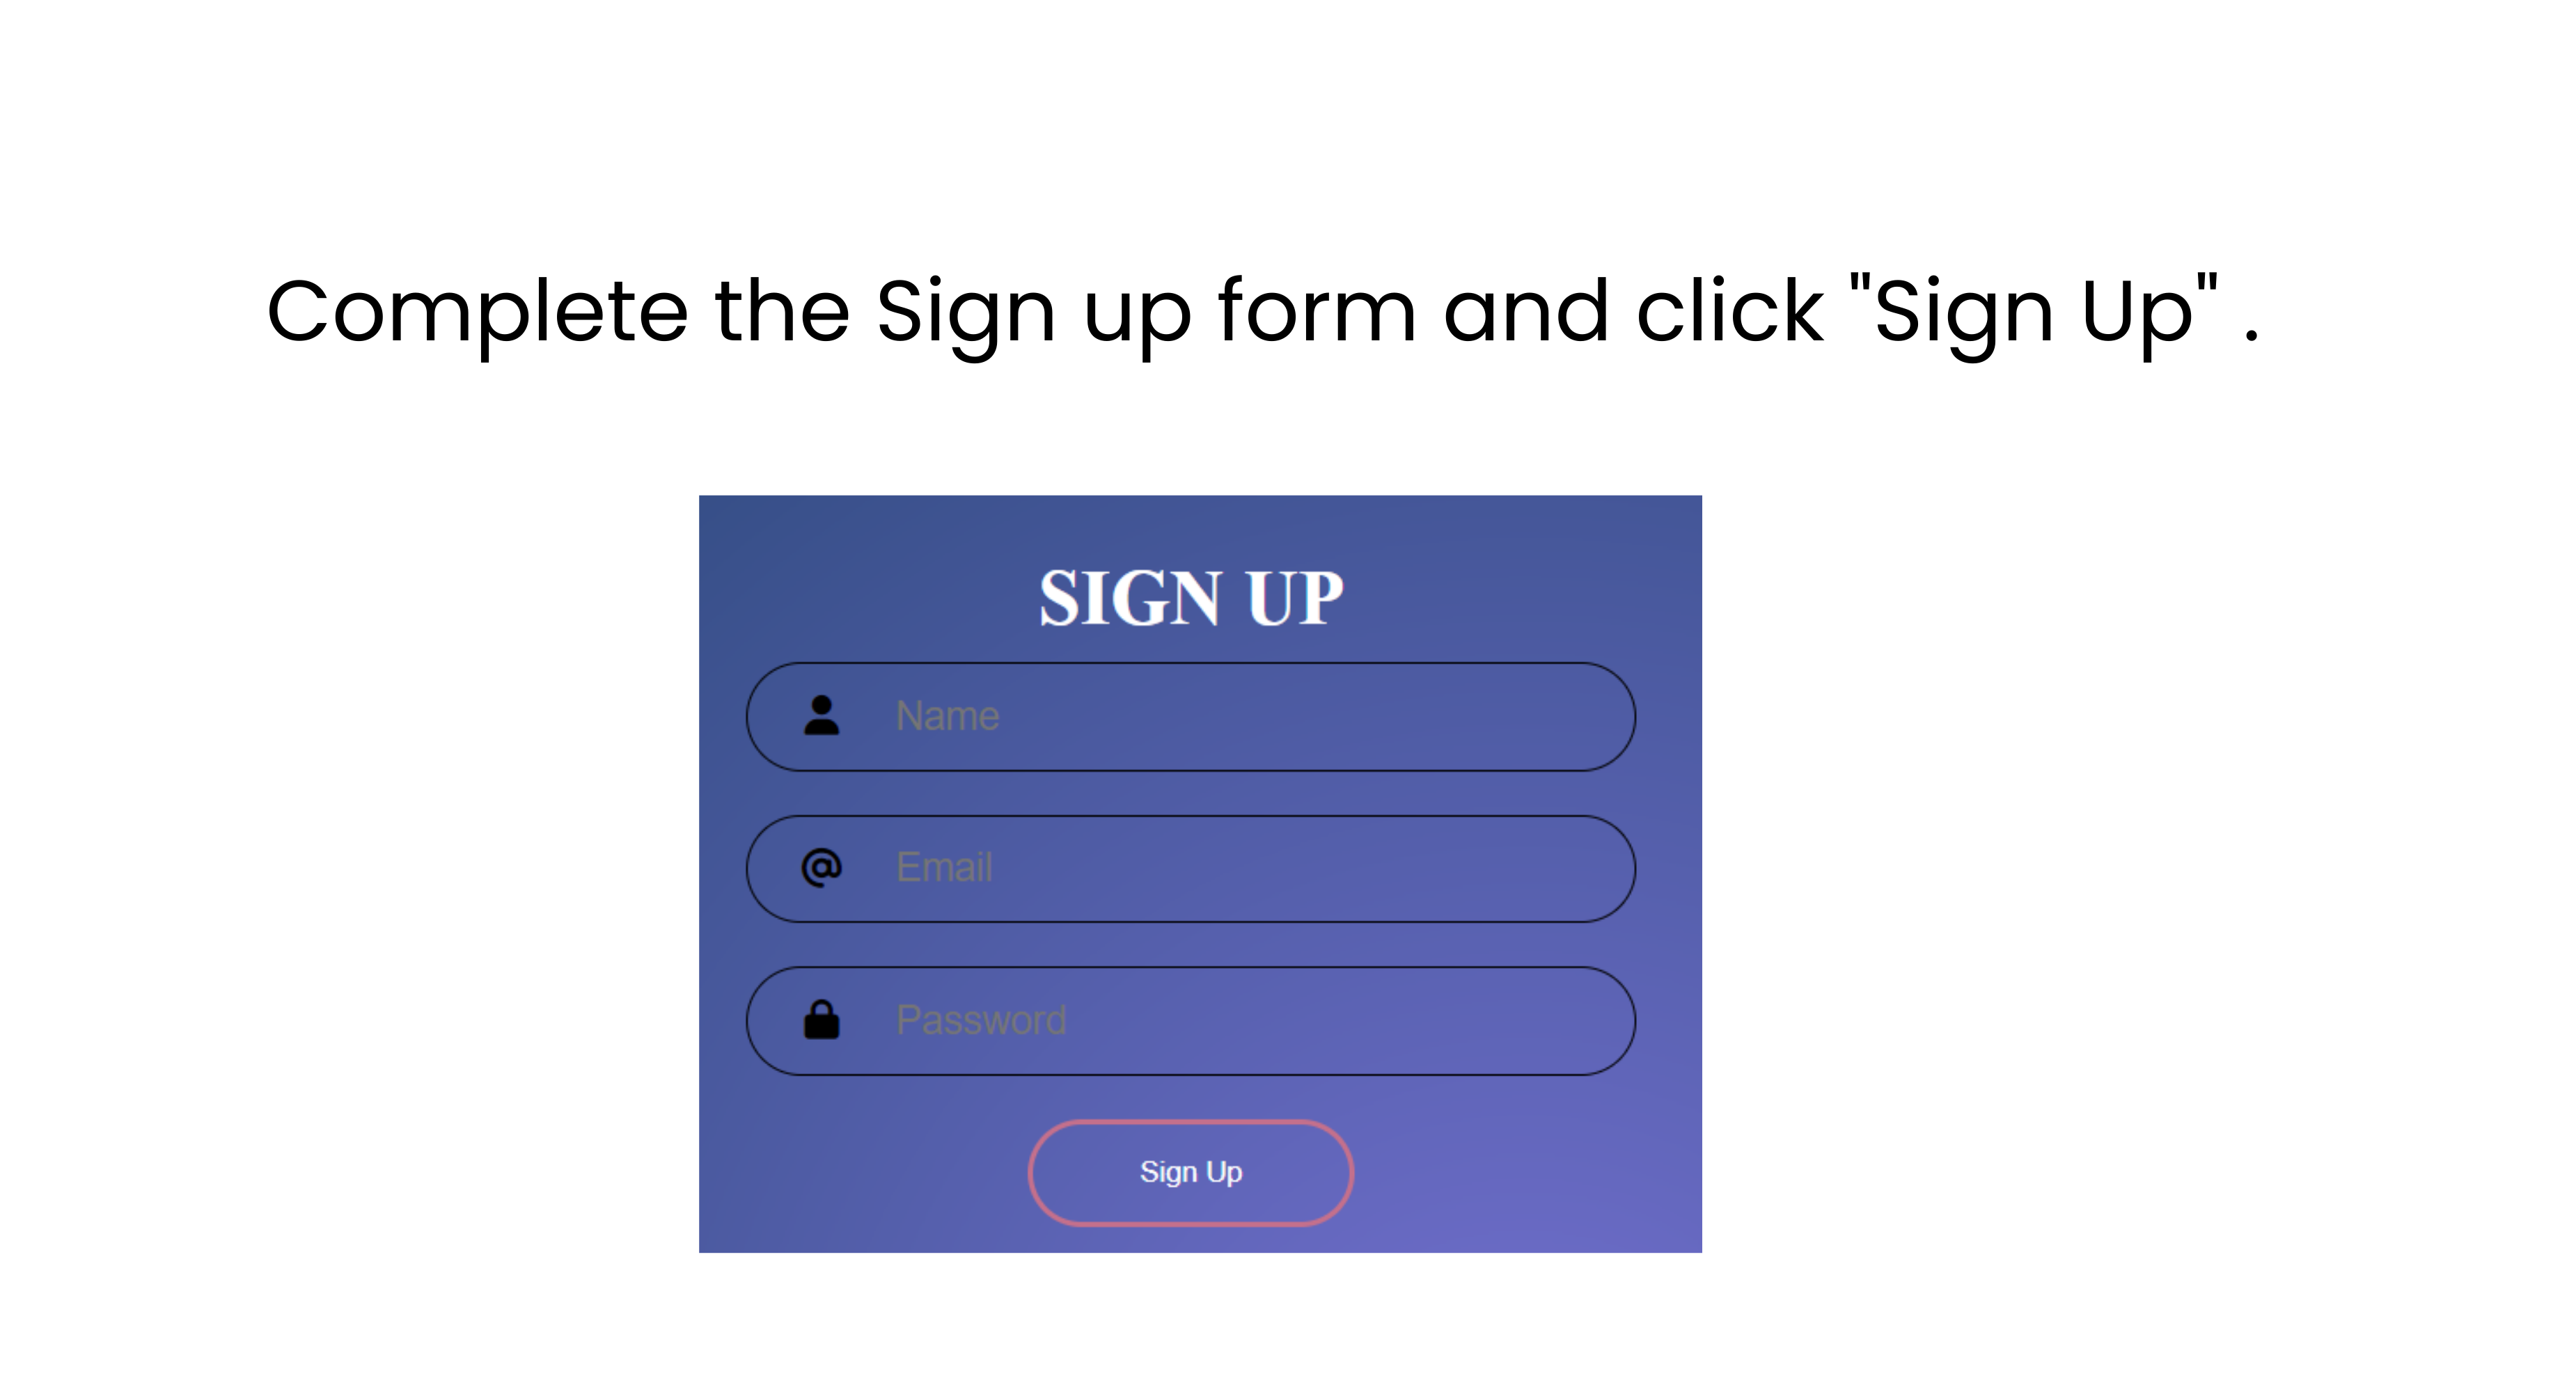 Complete the Sign up form and click "Sign Up" .
SIGN UP
Name
Email
Password
Sign Up